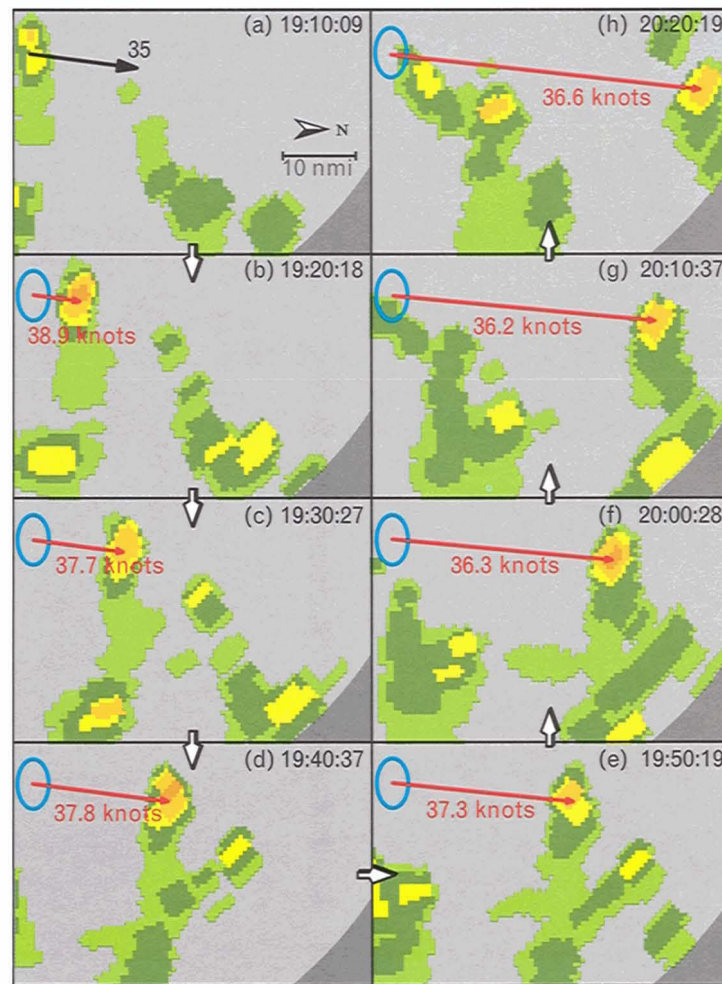 (a) 19:10:09
35
N
10 nmi
(b) 19:20:18
38.9 knots
(c) 19:30:27
37.7 knots
(d) 19:40:37
37.8 knots
(e) 19:50:19
37.3 knots
(f) 20:00:28
36.3 knots
(g) 20:10:37
36.2 knots
(h) 20:20:19
36.6 knots